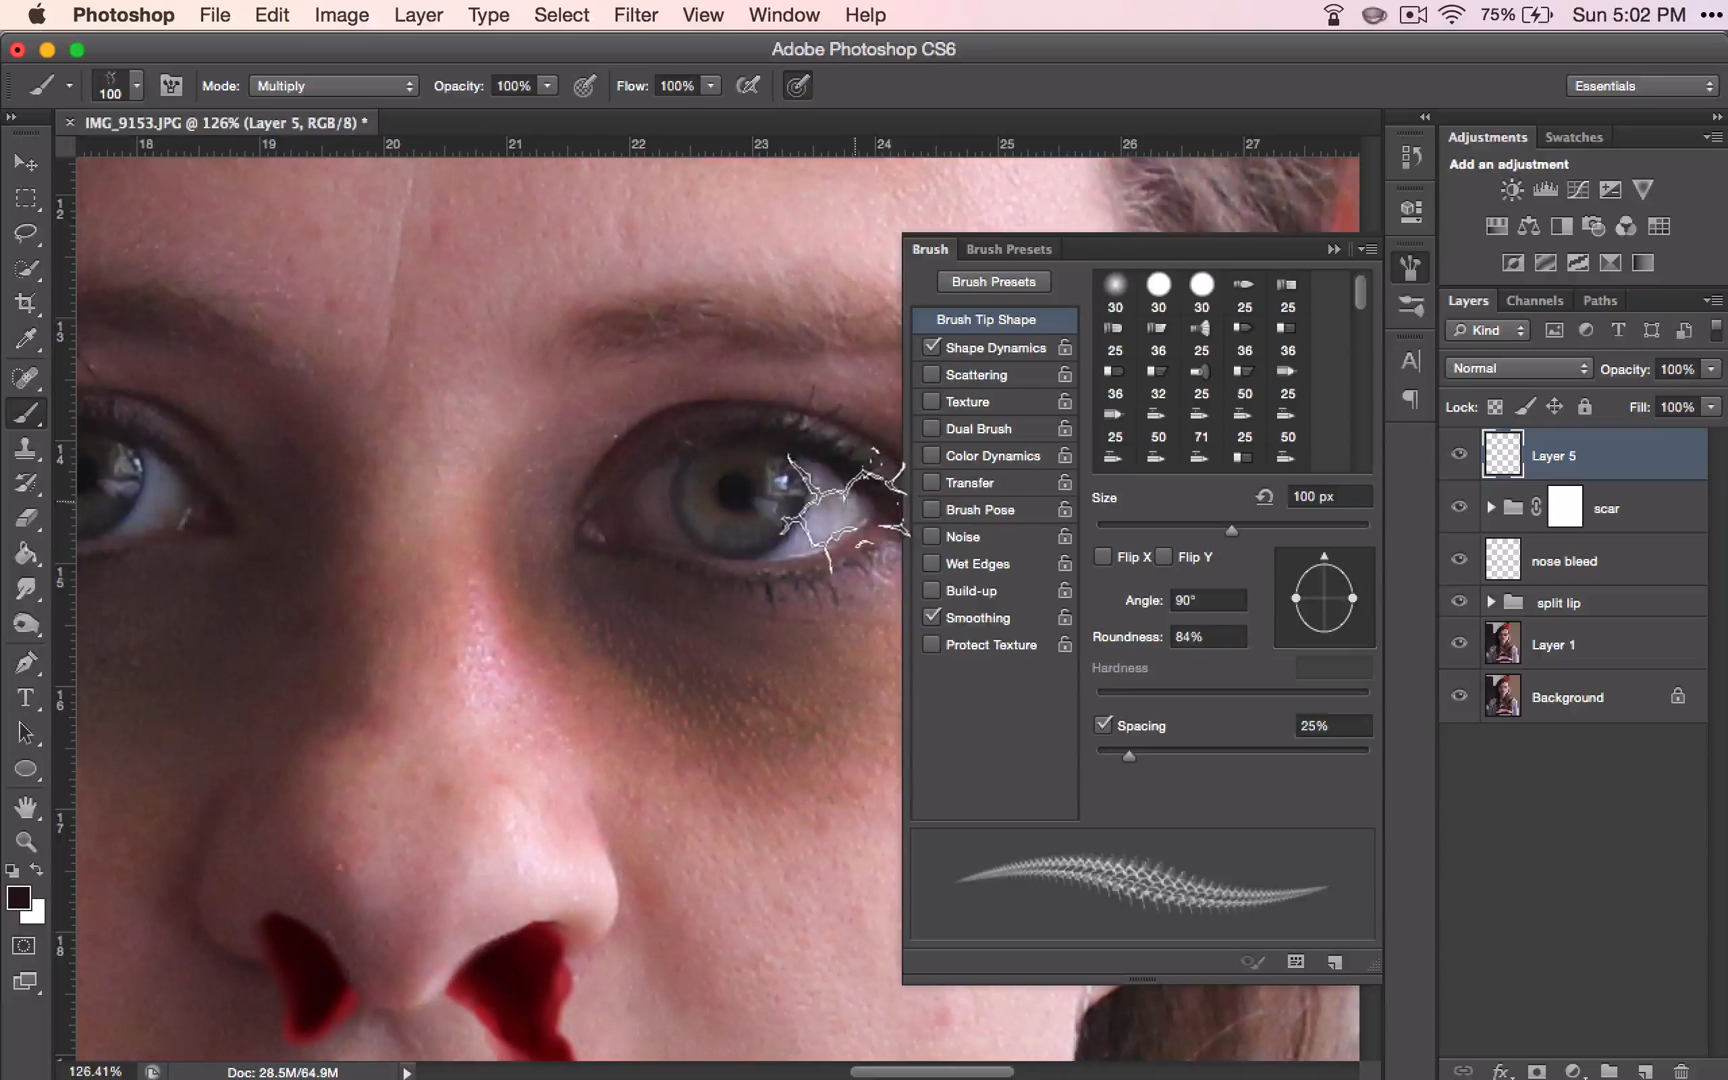 Photoshop File Edit Image Layer Type Select Filter View Window Help 75% Sun 5:02 PM
Adobe Photoshop CS6
100 Mode: Multiply Opacity: 100% Flow: 100% Essentials
IMG_9153.JPG @ 126% (Layer 5, RGB/8) *
18 19 20 21 22 23 24 25 26 27
12
13
14
15
16
17
18
Brush Brush Presets
Brush Presets
Brush Tip Shape
Shape Dynamics
Scattering
Texture
Dual Brush
Color Dynamics
Transfer
Brush Pose
Noise
Wet Edges
Build-up
Smoothing
Protect Texture
30 30 30 25 25
25 36 25 36 36
36 32 25 50 25
25 50 71 25 50
Size 100 px
Flip X Flip Y
Angle: 90°
Roundness: 84%
Hardness
Spacing 25%
Adjustments Swatches
Add an adjustment
Layers Channels Paths
Kind
Normal Opacity: 100%
Lock: Fill: 100%
Layer 5
scar
nose bleed
split lip
Layer 1
Background
126.41% Doc: 28.5M/64.9M